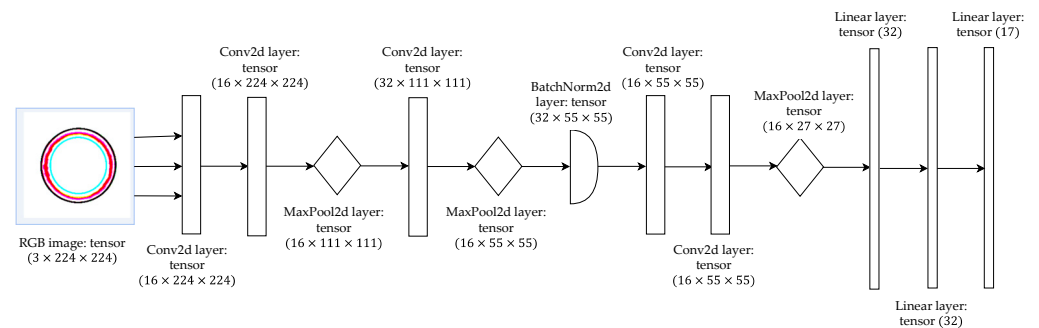 RGB image: tensor
(3 × 224 × 224)
Conv2d layer:
tensor
(16 × 224 × 224)
Conv2d layer:
tensor
(16 × 224 × 224)
MaxPool2d layer:
tensor
(16 × 111 × 111)
Conv2d layer:
tensor
(32 × 111 × 111)
MaxPool2d layer:
tensor
(16 × 55 × 55)
BatchNorm2d
layer: tensor
(32 × 55 × 55)
Conv2d layer:
tensor
(16 × 55 × 55)
Conv2d layer:
tensor
(16 × 55 × 55)
MaxPool2d layer:
tensor
(16 × 27 × 27)
Linear layer:
tensor (32)
Linear layer:
tensor (32)
Linear layer:
tensor (17)